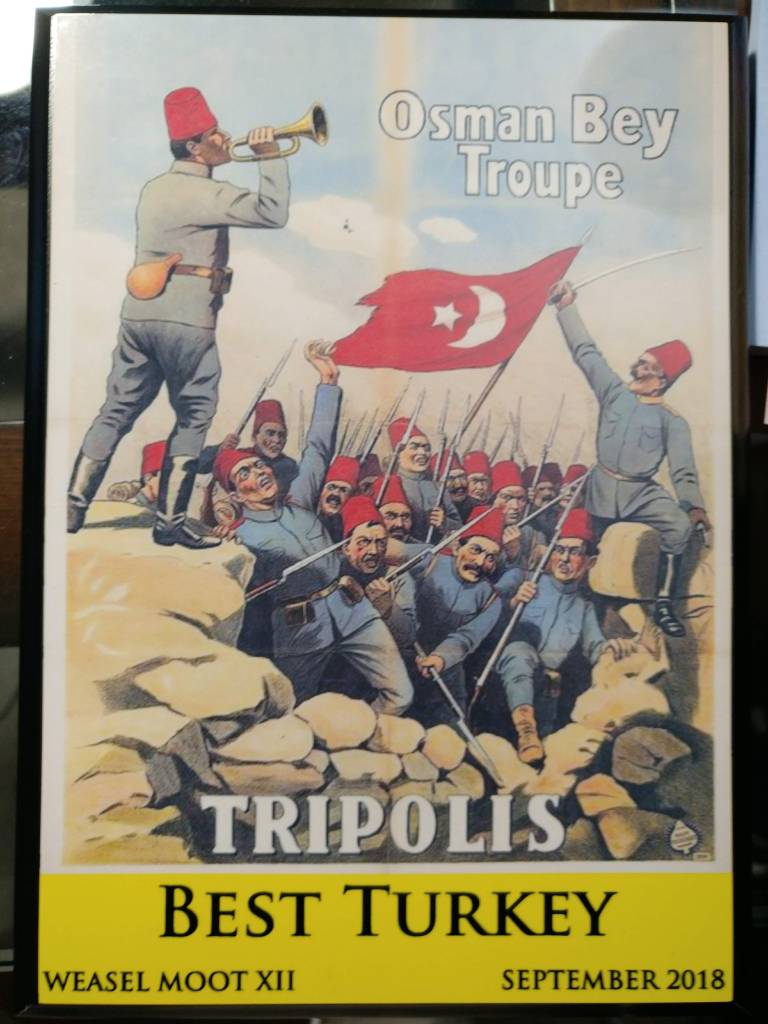 Osman Bey
Troupe
TRIPOLIS
BEST TURKEY
WEASEL MOOT XII
SEPTEMBER 2018